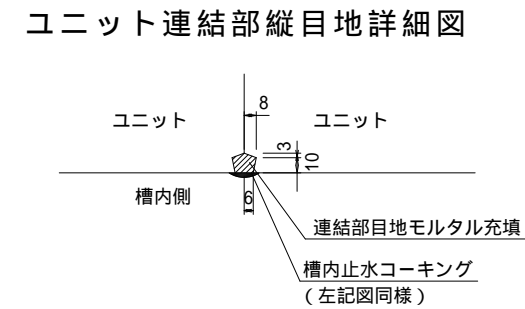 ユニット連結部縦目地詳細図
8
ユニット
ユニット
3
10
槽内側
6
連結部目地モルタル充填
槽内止水コーキング
(左記図同様)